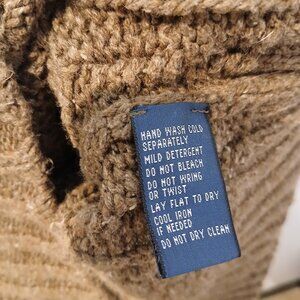 HAND WASH COLD
SEPARATELY
MILD DETERGENT
DO NOT BLEACH
DO NOT WRING
OR TWIST
LAY FLAT TO DRY
COOL IRON
IF NEEDED
DO NOT DRY CLEAN